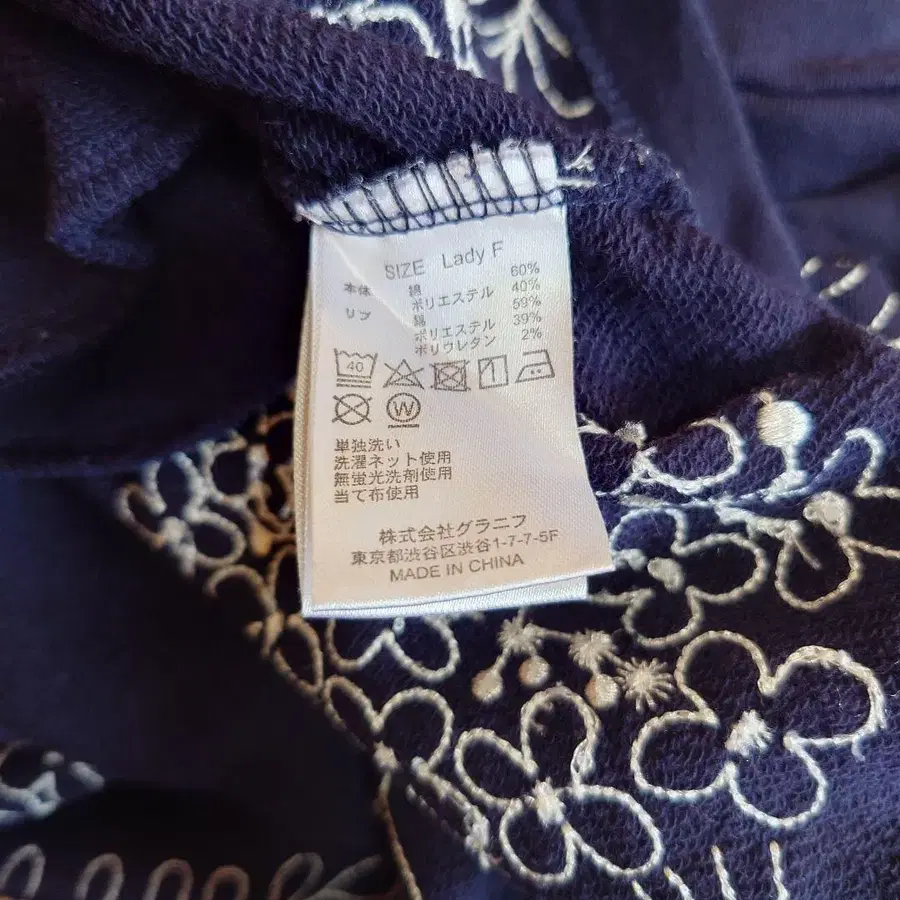 SIZE Lady F
本体 綿 60%
ポリエステル 40%
リブ 綿 59%
ポリエステル 39%
ポリウレタン 2%
40
W
単独洗い
洗濯ネット使用
無蛍光洗剤使用
当て布使用
株式会社グラニフ
東京都渋谷区渋谷1-7-7-5F
MADE IN CHINA